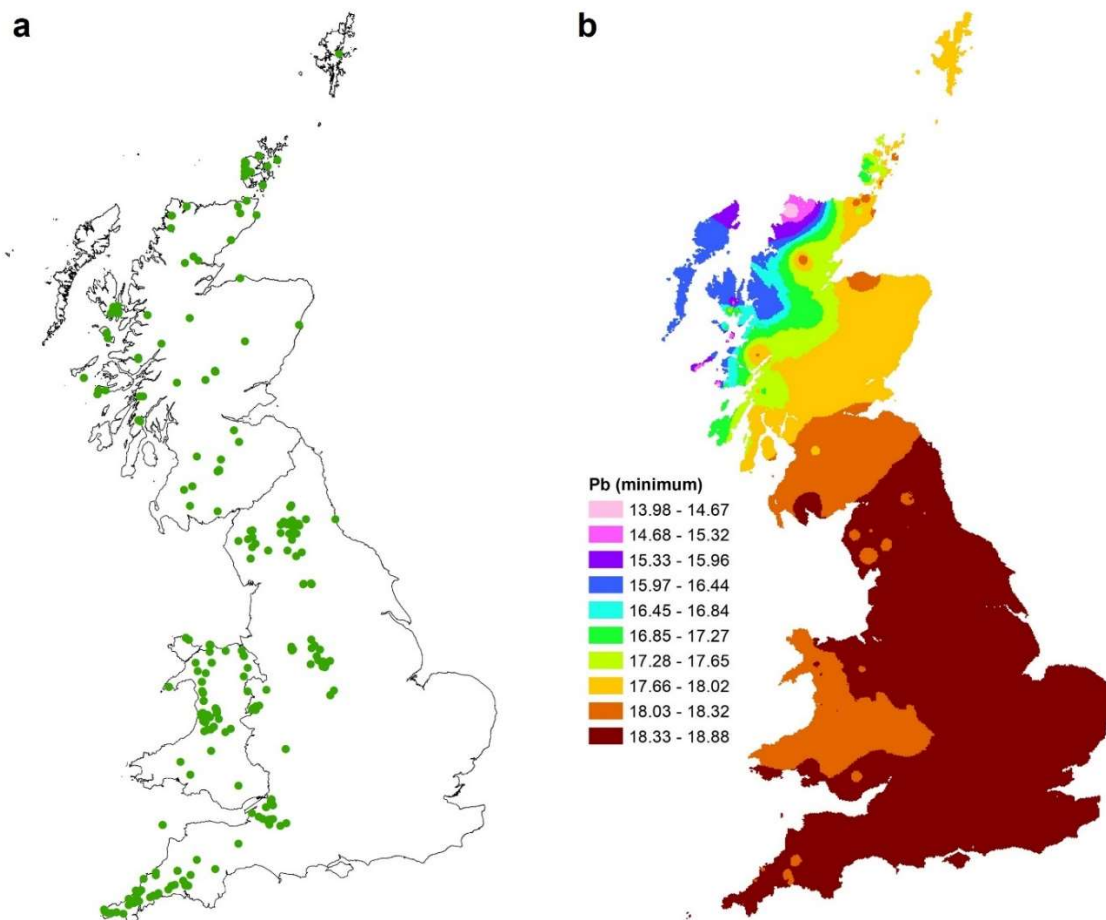 a
b
Pb (minimum)
13.98 - 14.67
14.68 - 15.32
15.33 - 15.96
15.97 - 16.44
16.45 - 16.84
16.85 - 17.27
17.28 - 17.65
17.66 - 18.02
18.03 - 18.32
18.33 - 18.88